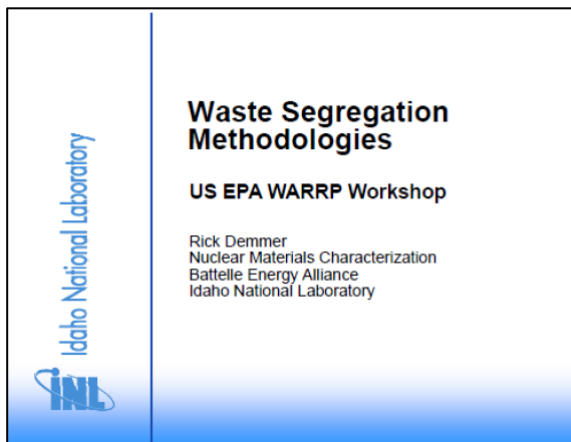 Waste Segregation
Methodologies
US EPA WARRP Workshop
Rick Demmer
Nuclear Materials Characterization
Battelle Energy Alliance
Idaho National Laboratory
Idaho National Laboratory
INL